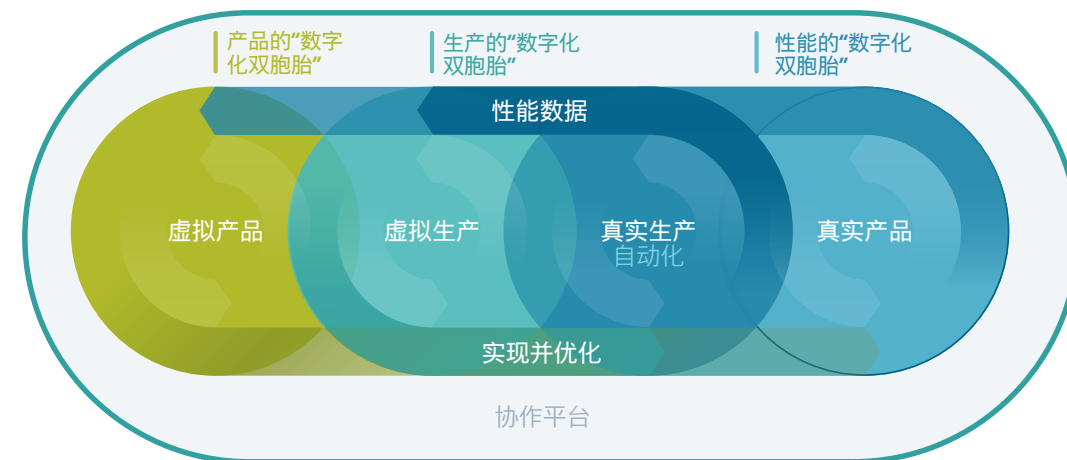 产品的“数字
化双胞胎”
生产的“数字化
双胞胎”
性能的“数字化
双胞胎”
性能数据
虚拟产品
虚拟生产
真实生产
自动化
真实产品
实现并优化
协作平台